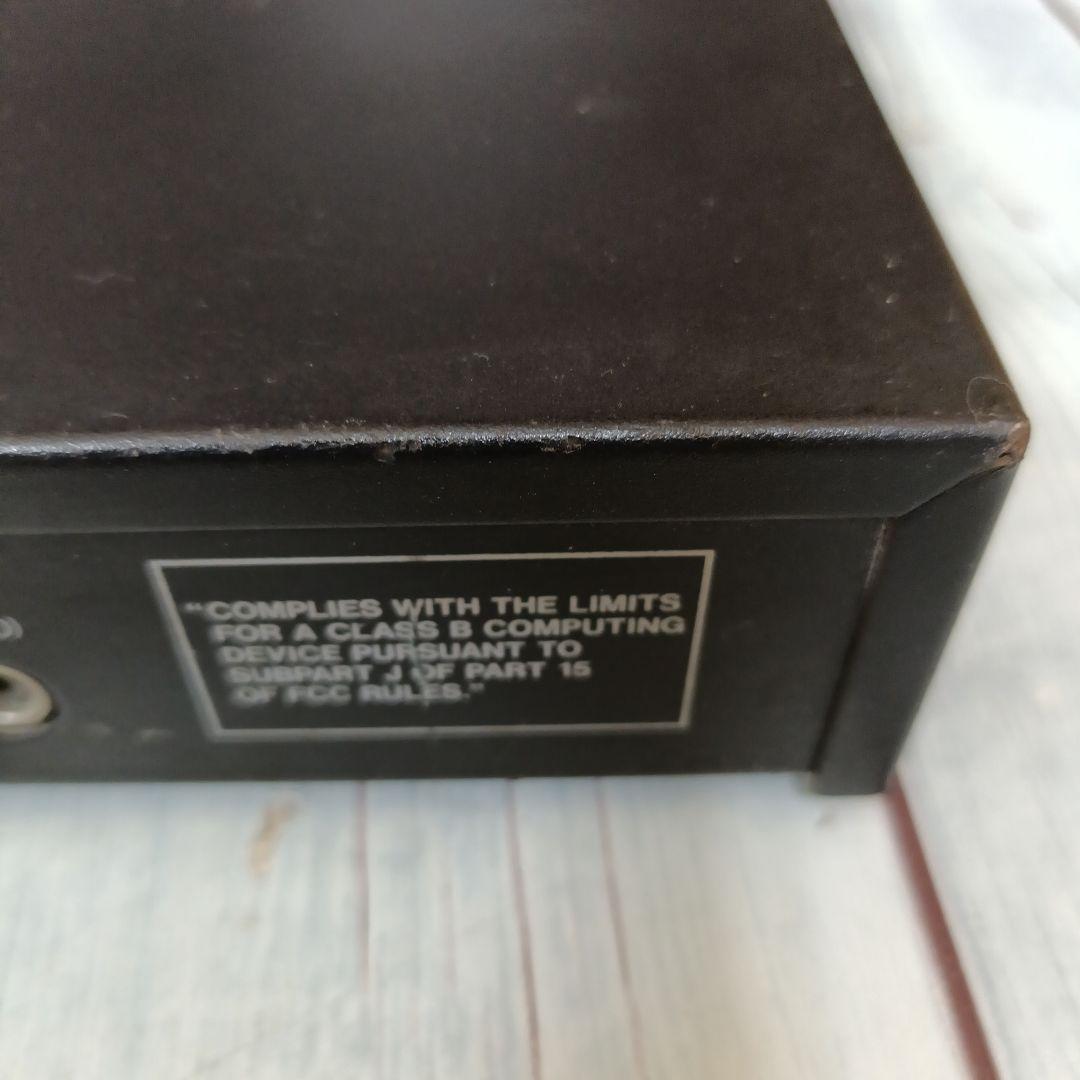 "COMPLIES WITH THE LIMITS
FOR A CLASS B COMPUTING
DEVICE PURSUANT TO
SUBPART J OF PART 15
OF FCC RULES."